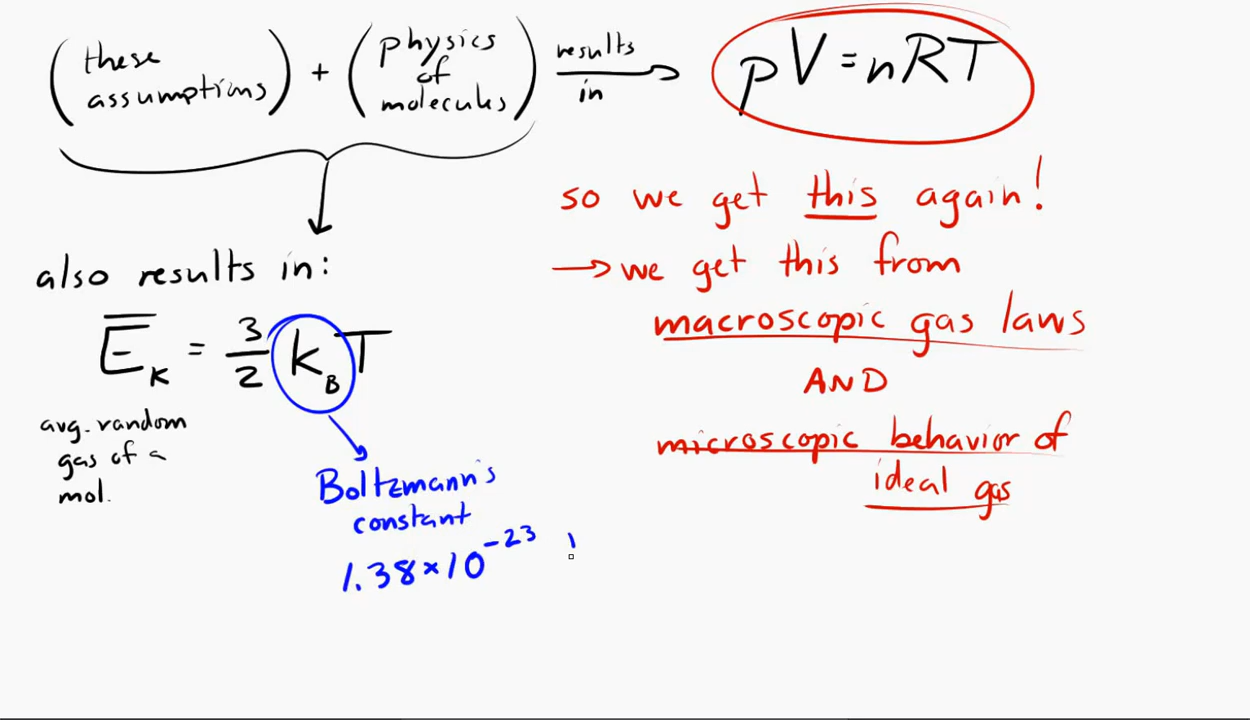 (these assumptions) + (physics of molecules) results in → pV = nRT
so we get this again!
→ we get this from
macroscopic gas laws
AND
microscopic behavior of
ideal gas
also results in:
E̅_K = 3/2 k_B T
avg. random
gas of a
mol.
Boltzmann's
constant
1.38 × 10^-23